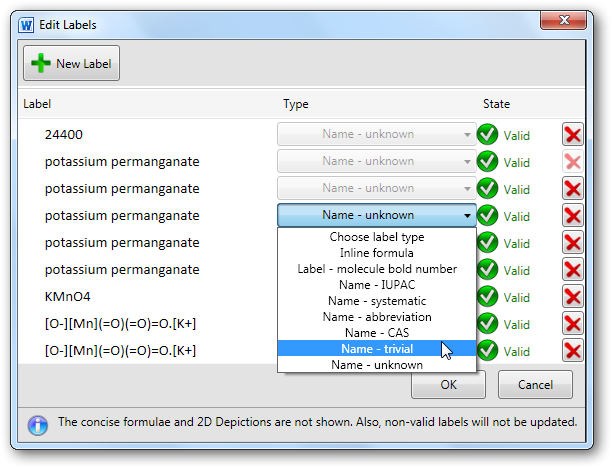 Edit Labels
New Label
Label Type State
24400 Name - unknown Valid
potassium permanganate Name - unknown Valid
potassium permanganate Name - unknown Valid
potassium permanganate Name - unknown Valid
potassium permanganate Choose label type Valid
Inline formula
potassium permanganate Label - molecule bold number Valid
Name - IUPAC
KMnO4 Name - systematic Valid
Name - abbreviation
[O-][Mn](=O)(=O)=O.[K+] Name - CAS Valid
[O-][Mn](=O)(=O)=O.[K+] Name - trivial Valid
Name - unknown
OK Cancel
The concise formulae and 2D Depictions are not shown. Also, non-valid labels will not be updated.